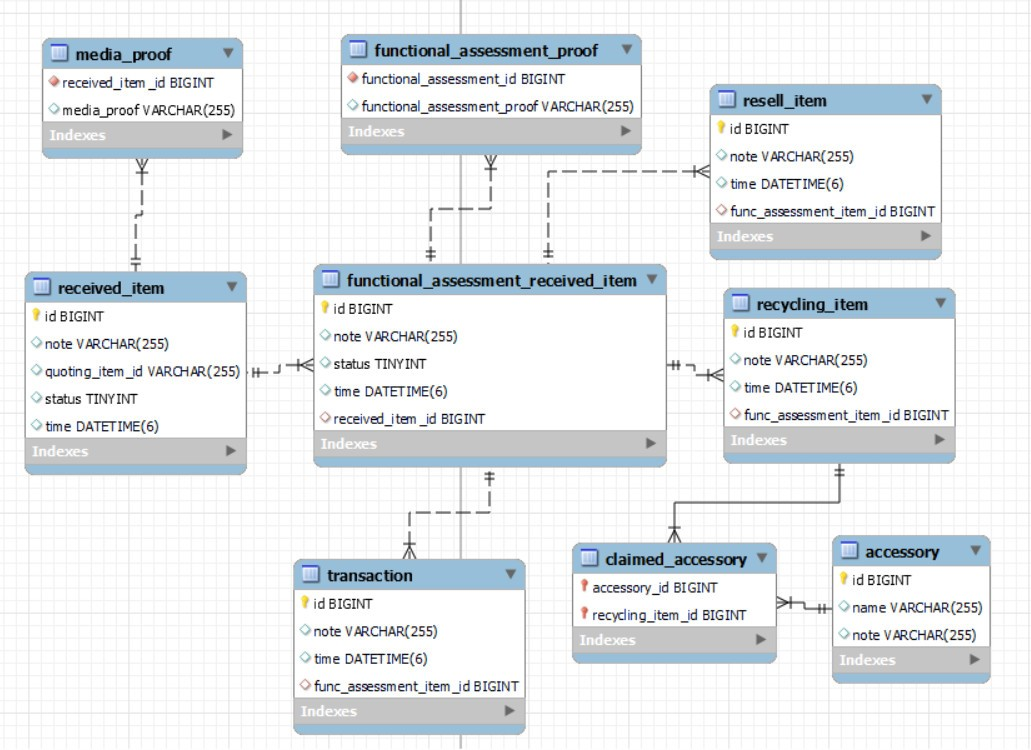 media_proof
received_item_id BIGINT
media_proof VARCHAR(255)
Indexes
functional_assessment_proof
functional_assessment_id BIGINT
functional_assessment_proof VARCHAR(255)
Indexes
resell_item
id BIGINT
note VARCHAR(255)
time DATETIME(6)
func_assessment_item_id BIGINT
Indexes
received_item
id BIGINT
note VARCHAR(255)
quoting_item_id VARCHAR(255)
status TINYINT
time DATETIME(6)
Indexes
functional_assessment_received_item
id BIGINT
note VARCHAR(255)
status TINYINT
time DATETIME(6)
received_item_id BIGINT
Indexes
recycling_item
id BIGINT
note VARCHAR(255)
time DATETIME(6)
func_assessment_item_id BIGINT
Indexes
transaction
id BIGINT
note VARCHAR(255)
time DATETIME(6)
func_assessment_item_id BIGINT
Indexes
claimed_accessory
accessory_id BIGINT
recycling_item_id BIGINT
Indexes
accessory
id BIGINT
name VARCHAR(255)
note VARCHAR(255)
Indexes